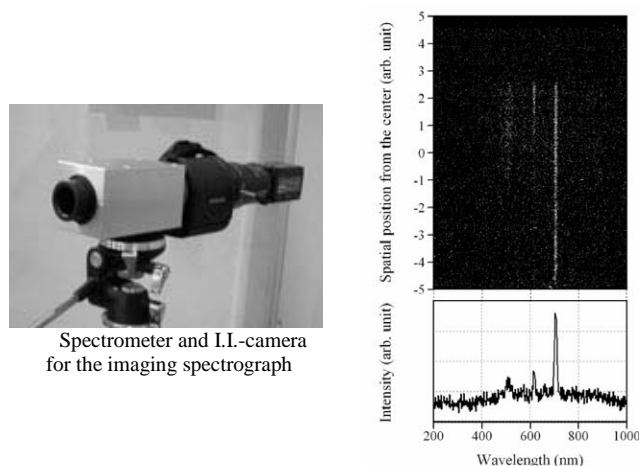 Spectrometer and I.I.-camera
for the imaging spectrograph
Spatial position from the center (arb. unit)
5
4
3
2
1
0
-1
-2
-3
-4
-5
Intensity (arb. unit)
200 400 600 800 1000
Wavelength (nm)